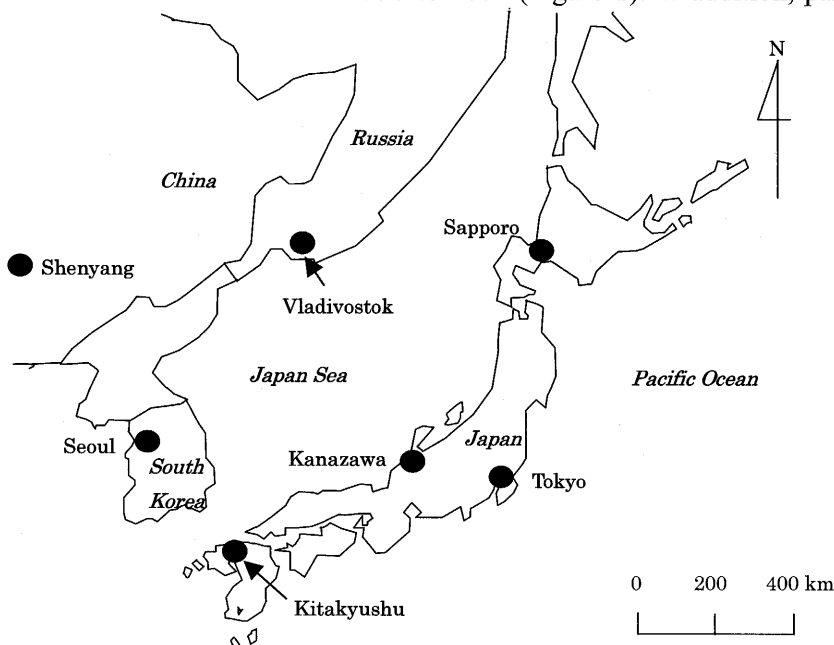 N
Russia
China
Sapporo
Shenyang
Vladivostok
Japan Sea
Pacific Ocean
Seoul
South
Korea
Kanazawa
Japan
Tokyo
Kitakyushu
0 200 400 km